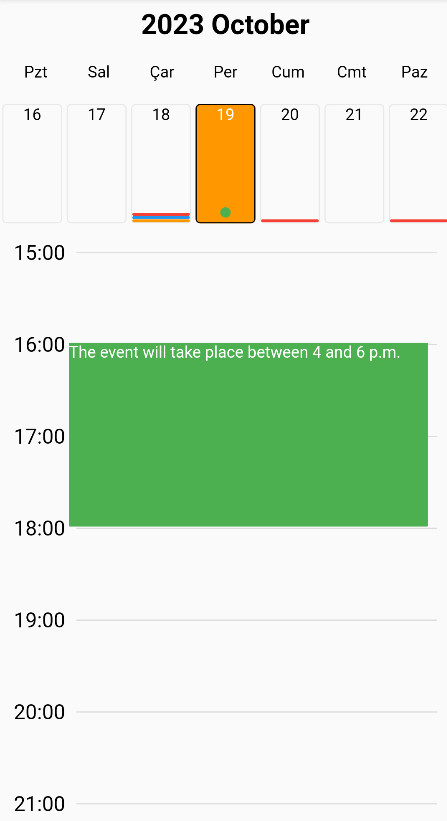 2023 October
Pzt Sal Çar Per Cum Cmt Paz
16 17 18 19 20 21 22
15:00
16:00
The event will take place between 4 and 6 p.m.
17:00
18:00
19:00
20:00
21:00